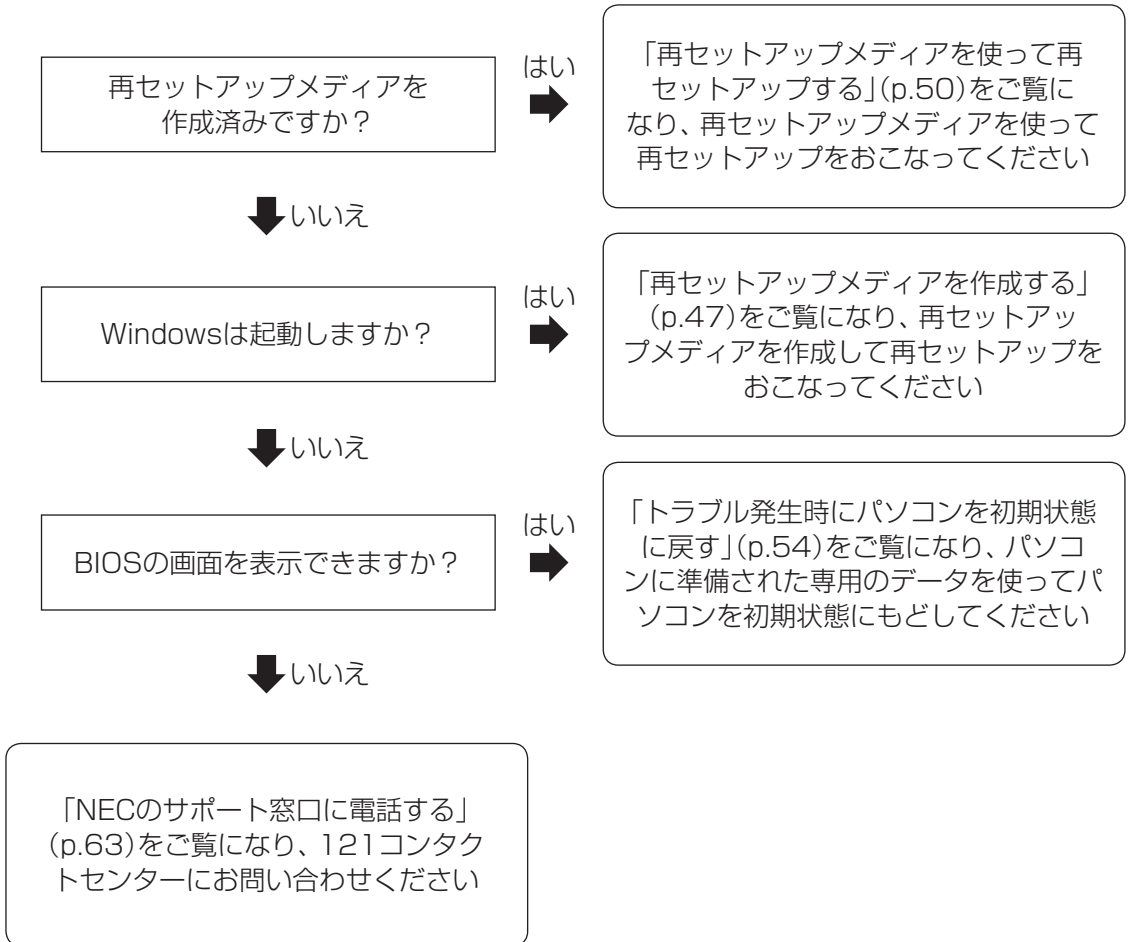 再セットアップメディアを
作成済みですか？
はい
「再セットアップメディアを使って再
セットアップする」(p.50)をご覧に
なり、再セットアップメディアを使って
再セットアップをおこなってください
いいえ
Windowsは起動しますか？
はい
「再セットアップメディアを作成する」
(p.47)をご覧になり、再セットアッ
プメディアを作成して再セットアップを
おこなってください
いいえ
BIOSの画面を表示できますか？
はい
「トラブル発生時にパソコンを初期状態
に戻す」(p.54)をご覧になり、パソコ
ンに準備された専用のデータを使ってパ
ソコンを初期状態にもどしてください
いいえ
「NECのサポート窓口に電話する」
(p.63)をご覧になり、121コンタク
トセンターにお問い合わせください